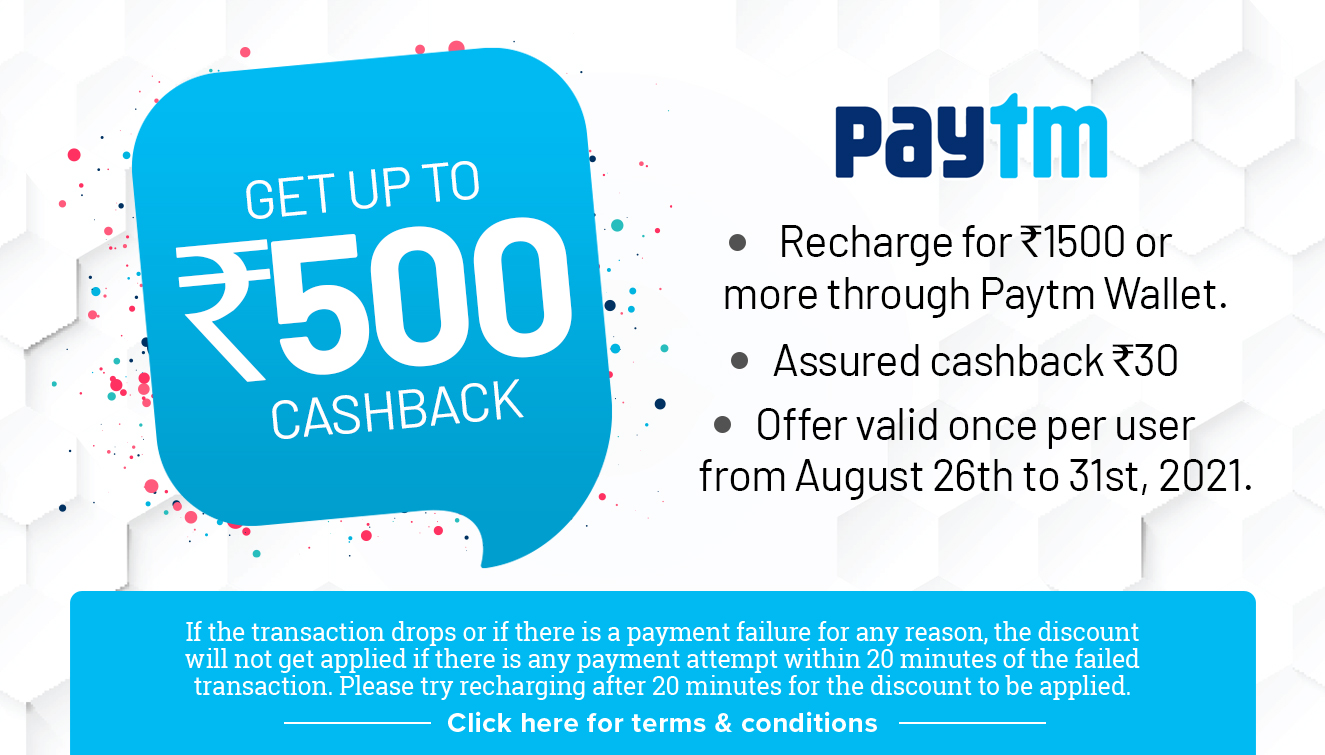 GET UP TO
₹500
CASHBACK
paytm
• Recharge for ₹1500 or
more through Paytm Wallet.
• Assured cashback ₹30
• Offer valid once per user
from August 26th to 31st, 2021.
If the transaction drops or if there is a payment failure for any reason, the discount
will not get applied if there is any payment attempt within 20 minutes of the failed
transaction. Please try recharging after 20 minutes for the discount to be applied.
Click here for terms & conditions